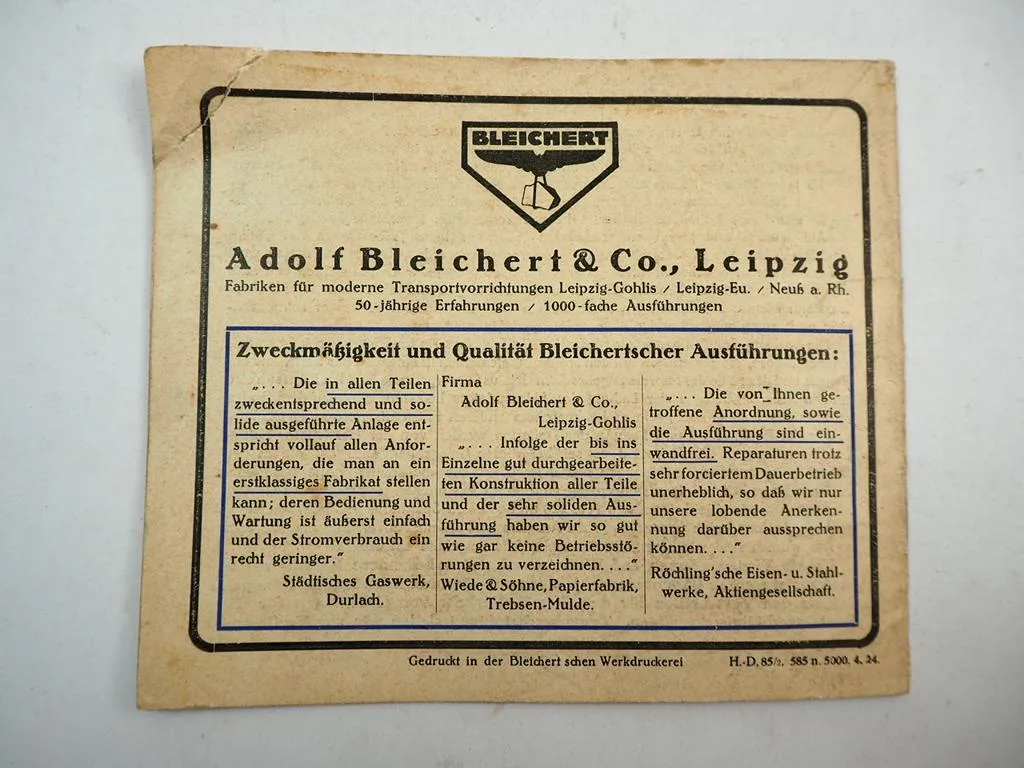 BLEICHERT
Adolf Bleichert & Co., Leipzig
Fabriken für moderne Transportvorrichtungen Leipzig-Gohlis / Leipzig-Eu. / Neuß a. Rh.
50-jährige Erfahrungen / 1000-fache Ausführungen
Zweckmäßigkeit und Qualität Bleichertscher Ausführungen:
„. . . Die in allen Teilen
zweckentsprechend und so-
lide ausgeführte Anlage ent-
spricht vollauf allen Anfor-
derungen, die man an ein
erstklassiges Fabrikat stellen
kann; deren Bedienung und
Wartung ist äußerst einfach
und der Stromverbrauch ein
recht geringer.“
Städtisches Gaswerk,
Durlach.
Firma
Adolf Bleichert & Co.,
Leipzig-Gohlis
„. . . Infolge der bis ins
Einzelne gut durchgearbeite-
ten Konstruktion aller Teile
und der sehr soliden Aus-
führung haben wir so gut
wie gar keine Betriebsstö-
rungen zu verzeichnen. . . .“
Wiede & Söhne, Papierfabrik,
Trebsen-Mulde.
„. . . Die von Ihnen ge-
troffene Anordnung, sowie
die Ausführung sind ein-
wandfrei. Reparaturen trotz
sehr forciertem Dauerbetrieb
unerheblich, so daß wir nur
unsere lobende Anerken-
nung darüber aussprechen
können. . . .“
Röchling'sche Eisen- u. Stahl-
werke, Aktiengesellschaft.
Gedruckt in der Bleichert schen Werkdruckerei
H.-D. 85/2. 585 n. 5000. 4. 24.